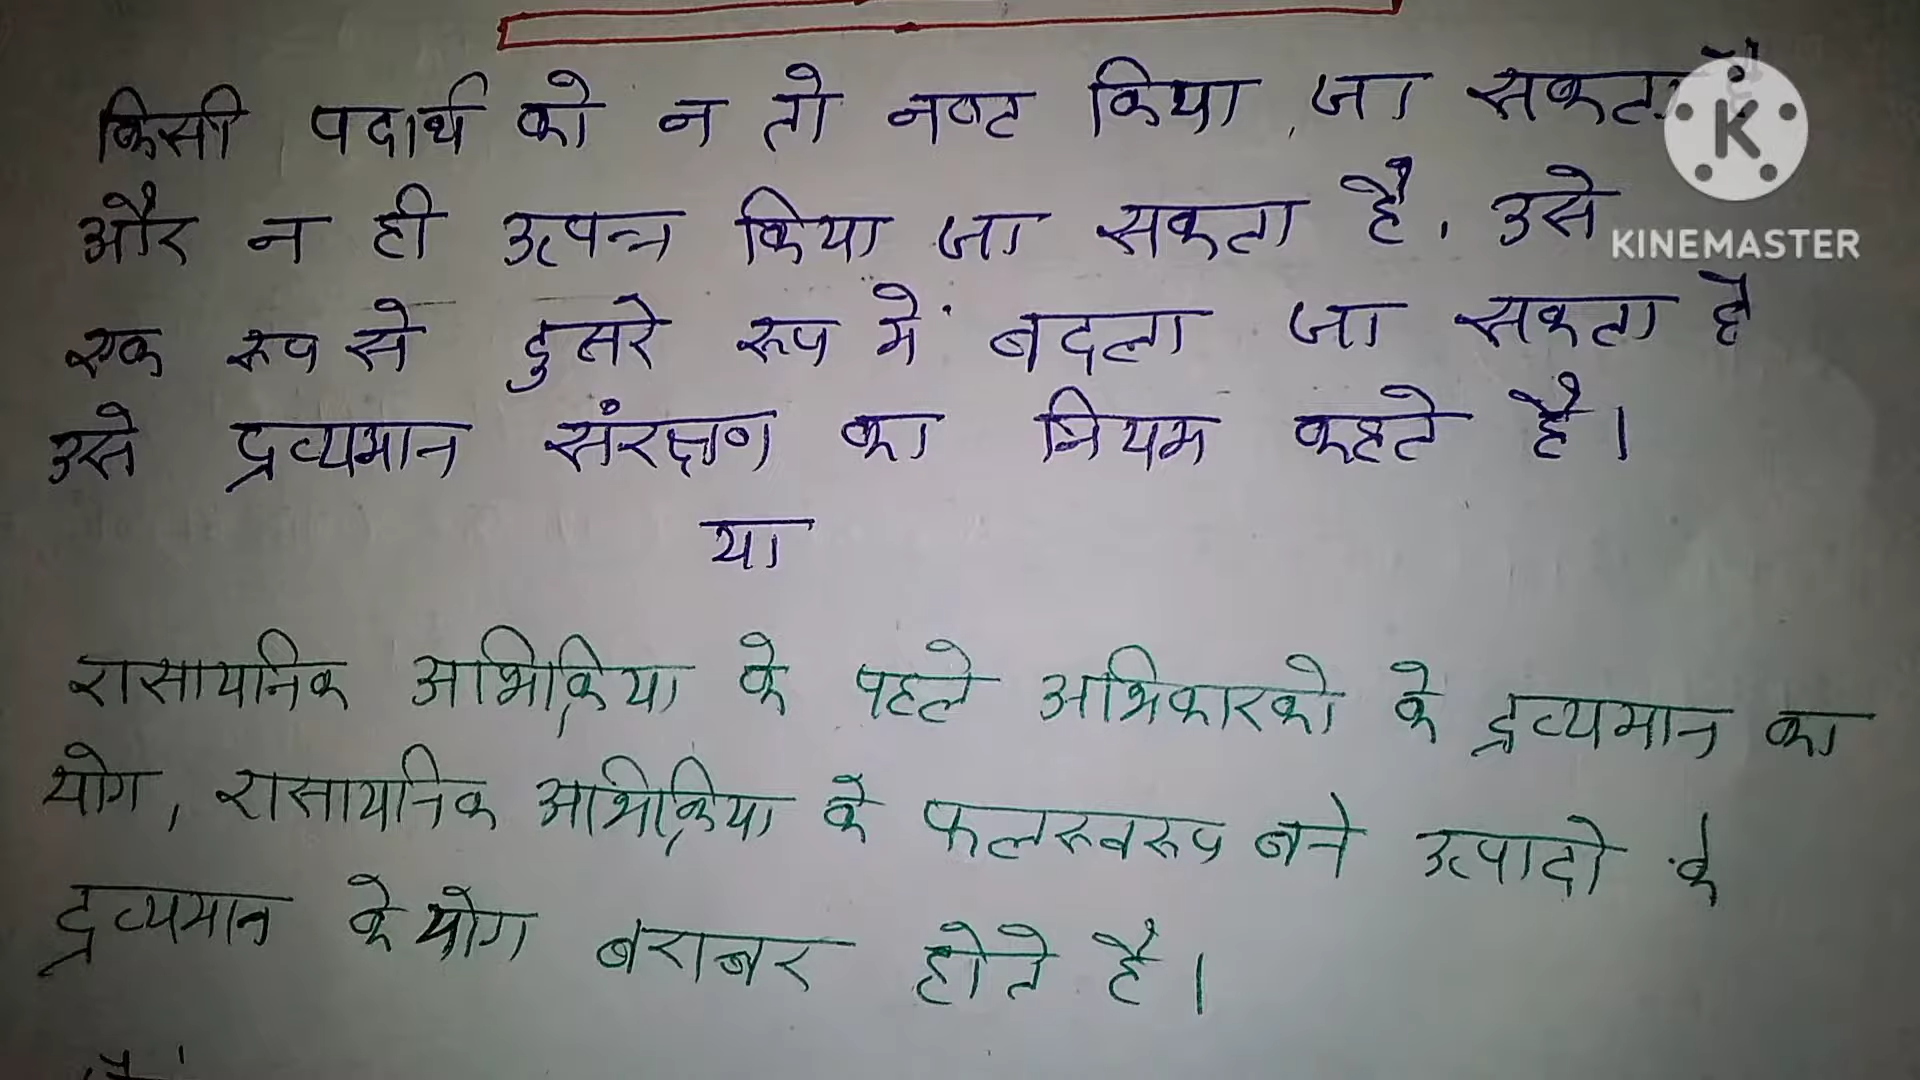 किसी पदार्थ को न तो नष्ट किया जा सकता है
और न ही उत्पन्न किया जा सकता है, उसे
एक रूप से दुसरे रूप में बदला जा सकता है
उसे द्रव्यमान संरक्षण का नियम कहते है।
या
रासायनिक अभिक्रिया के पहले अभिकारको के द्रव्यमान का
योग, रासायनिक अभिक्रिया के फलस्वरूप बने उत्पादो के
द्रव्यमान के योग बराबर होते है।
K
KINEMASTER